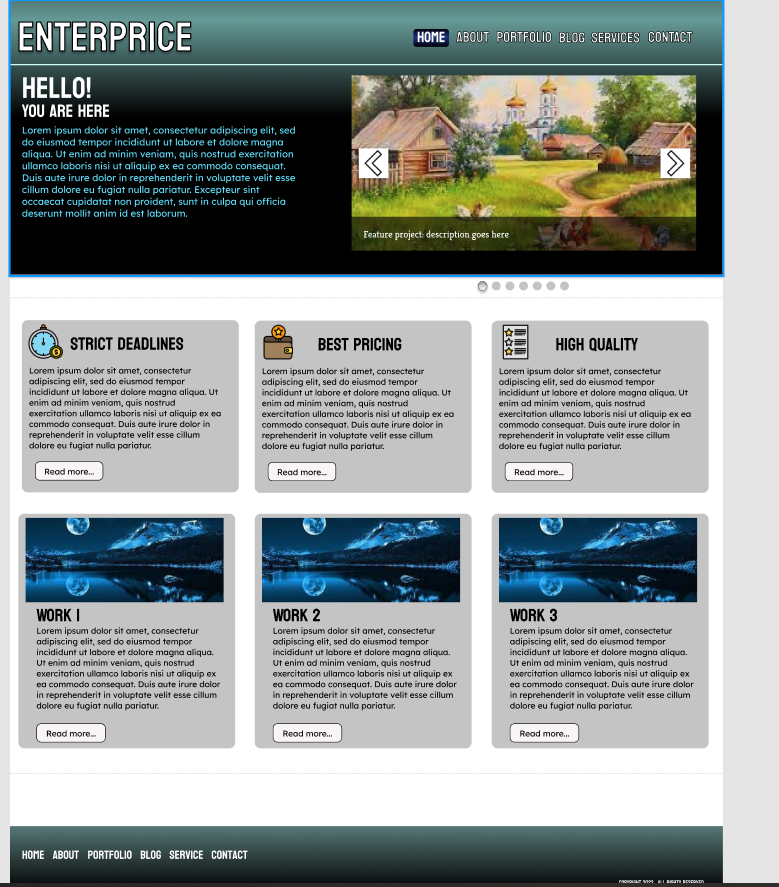 ENTERPRICE
HOME ABOUT PORTFOLIO BLOG SERVICES CONTACT
HELLO!
YOU ARE HERE
Lorem ipsum dolor sit amet, consectetur adipiscing elit, sed
do eiusmod tempor incididunt ut labore et dolore magna
aliqua. Ut enim ad minim veniam, quis nostrud exercitation
ullamco laboris nisi ut aliquip ex ea commodo consequat.
Duis aute irure dolor in reprehenderit in voluptate velit esse
cillum dolore eu fugiat nulla pariatur. Excepteur sint
occaecat cupidatat non proident, sunt in culpa qui officia
deserunt mollit anim id est laborum.
Feature project: description goes here
STRICT DEADLINES
Lorem ipsum dolor sit amet, consectetur
adipiscing elit, sed do eiusmod tempor
incididunt ut labore et dolore magna aliqua. Ut
enim ad minim veniam, quis nostrud
exercitation ullamco laboris nisi ut aliquip ex ea
commodo consequat. Duis aute irure dolor in
reprehenderit in voluptate velit esse cillum
dolore eu fugiat nulla pariatur.
Read more...
BEST PRICING
Lorem ipsum dolor sit amet, consectetur
adipiscing elit, sed do eiusmod tempor
incididunt ut labore et dolore magna aliqua. Ut
enim ad minim veniam, quis nostrud
exercitation ullamco laboris nisi ut aliquip ex ea
commodo consequat. Duis aute irure dolor in
reprehenderit in voluptate velit esse cillum
dolore eu fugiat nulla pariatur.
Read more...
HIGH QUALITY
Lorem ipsum dolor sit amet, consectetur
adipiscing elit, sed do eiusmod tempor
incididunt ut labore et dolore magna aliqua. Ut
enim ad minim veniam, quis nostrud
exercitation ullamco laboris nisi ut aliquip ex ea
commodo consequat. Duis aute irure dolor in
reprehenderit in voluptate velit esse cillum
dolore eu fugiat nulla pariatur.
Read more...
WORK 1
Lorem ipsum dolor sit amet, consectetur
adipiscing elit, sed do eiusmod tempor
incididunt ut labore et dolore magna aliqua.
Ut enim ad minim veniam, quis nostrud
exercitation ullamco laboris nisi ut aliquip ex
ea commodo consequat. Duis aute irure dolor
in reprehenderit in voluptate velit esse cillum
dolore eu fugiat nulla pariatur.
Read more...
WORK 2
Lorem ipsum dolor sit amet, consectetur
adipiscing elit, sed do eiusmod tempor
incididunt ut labore et dolore magna aliqua.
Ut enim ad minim veniam, quis nostrud
exercitation ullamco laboris nisi ut aliquip ex
ea commodo consequat. Duis aute irure dolor
in reprehenderit in voluptate velit esse cillum
dolore eu fugiat nulla pariatur.
Read more...
WORK 3
Lorem ipsum dolor sit amet, consectetur
adipiscing elit, sed do eiusmod tempor
incididunt ut labore et dolore magna aliqua.
Ut enim ad minim veniam, quis nostrud
exercitation ullamco laboris nisi ut aliquip ex
ea commodo consequat. Duis aute irure dolor
in reprehenderit in voluptate velit esse cillum
dolore eu fugiat nulla pariatur.
Read more...
HOME ABOUT PORTFOLIO BLOG SERVICE CONTACT